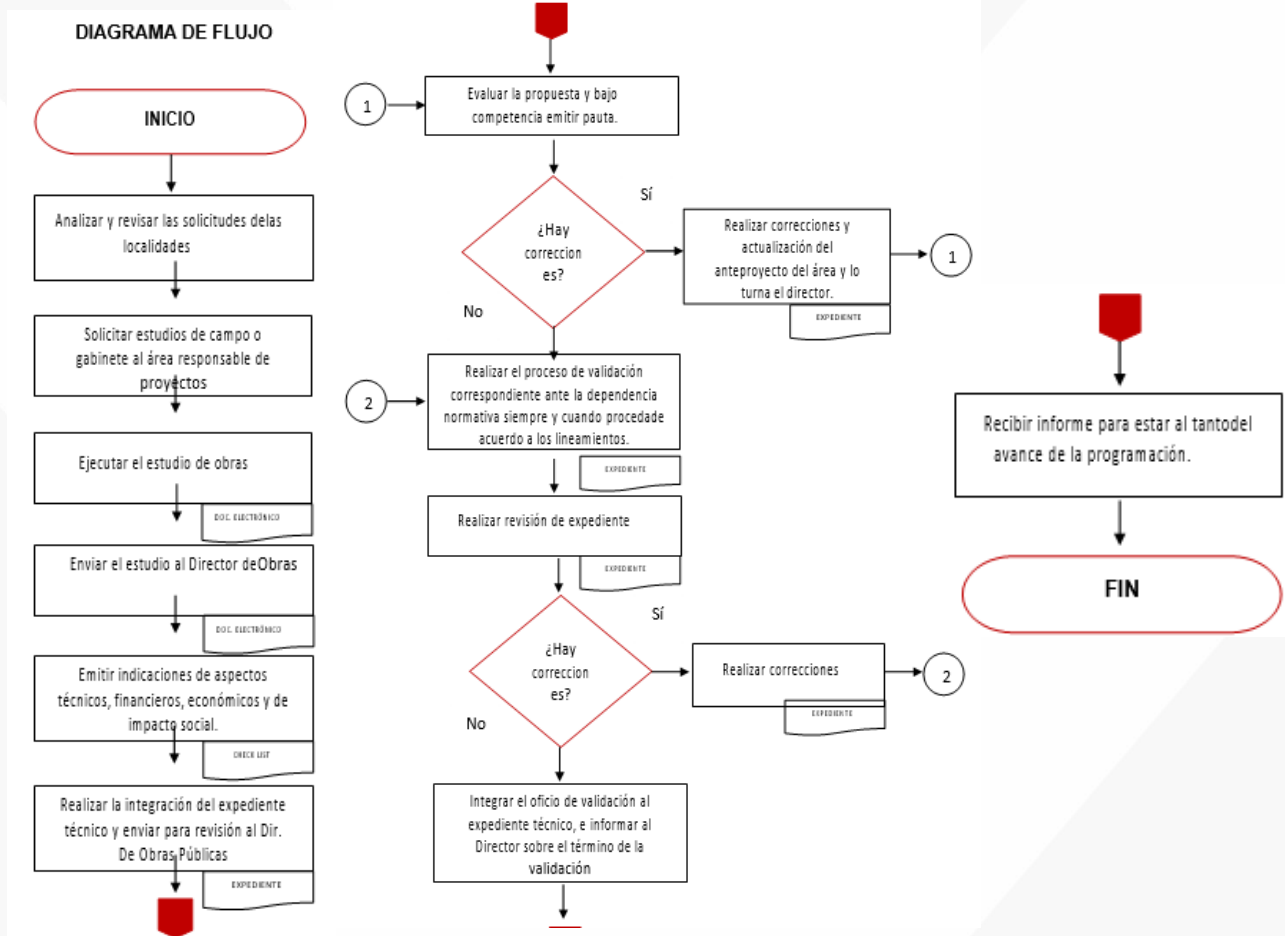 DIAGRAMA DE FLUJO
INICIO
Analizar y revisar las solicitudes delas
localidades
Solicitar estudios de campo o
gabinete al área responsable de
proyectos
Ejecutar el estudio de obras
DOC. ELECTRÓNICO
Enviar el estudio al Director deObras
DOC. ELECTRÓNICO
Emitir indicaciones de aspectos
técnicos, financieros, económicos y de
impacto social.
CHECK LIST
Realizar la integración del expediente
técnico y enviar para revisión al Dir.
De Obras Públicas
EXPEDIENTE
1
Evaluar la propuesta y bajo
competencia emitir pauta.
¿Hay
correccion
es?
Sí
Realizar correcciones y
actualización del
anteproyecto del área y lo
turna el director.
EXPEDIENTE
1
No
2
Realizar el proceso de validación
correspondiente ante la dependencia
normativa siempre y cuando procedade
acuerdo a los lineamientos.
EXPEDIENTE
Realizar revisión de expediente
EXPEDIENTE
¿Hay
correccion
es?
Sí
Realizar correcciones
EXPEDIENTE
2
No
Integrar el oficio de validación al
expediente técnico, e informar al
Director sobre el término de la
validación
Recibir informe para estar al tantodel
avance de la programación.
FIN